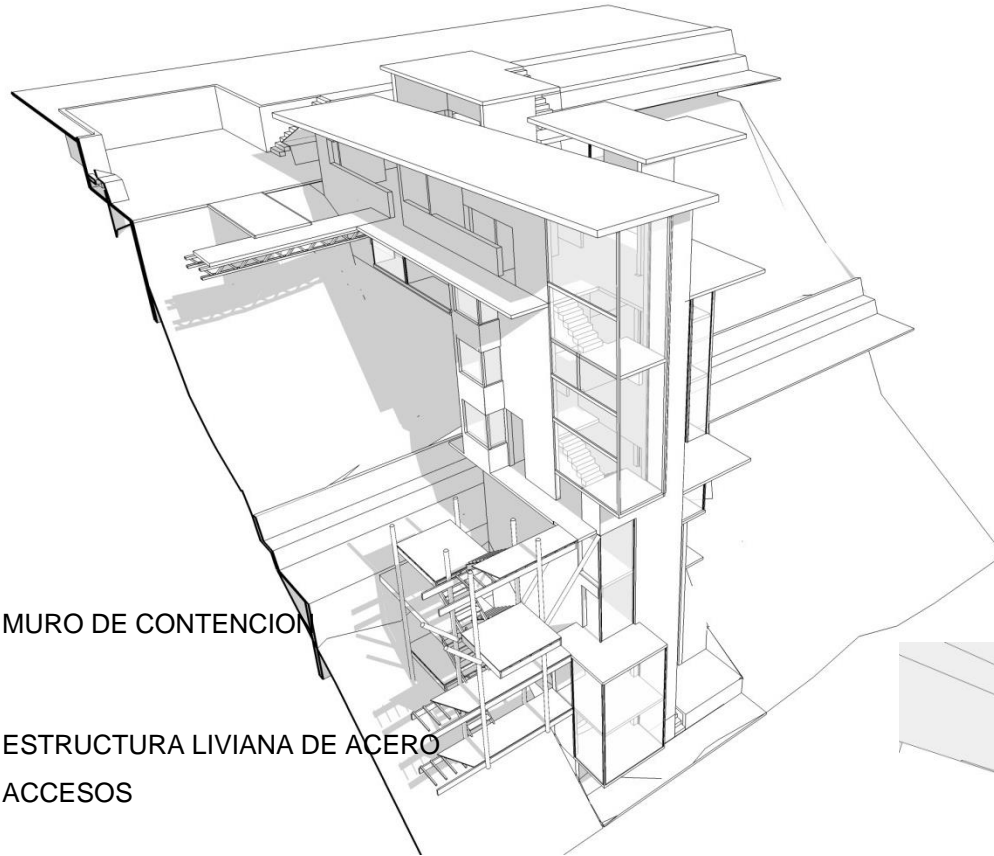 MURO DE CONTENCION
ESTRUCTURA LIVIANA DE ACERO
ACCESOS